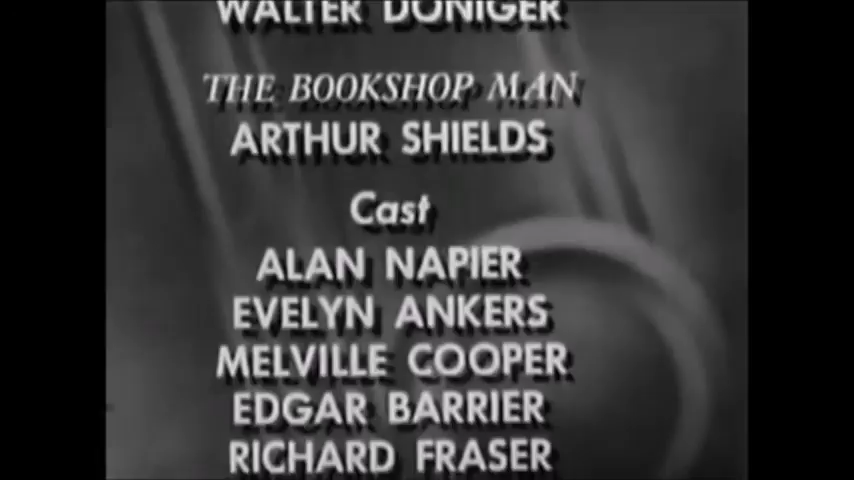 WALTER DONIGER
THE BOOKSHOP MAN
ARTHUR SHIELDS
Cast
ALAN NAPIER
EVELYN ANKERS
MELVILLE COOPER
EDGAR BARRIER
RICHARD FRASER